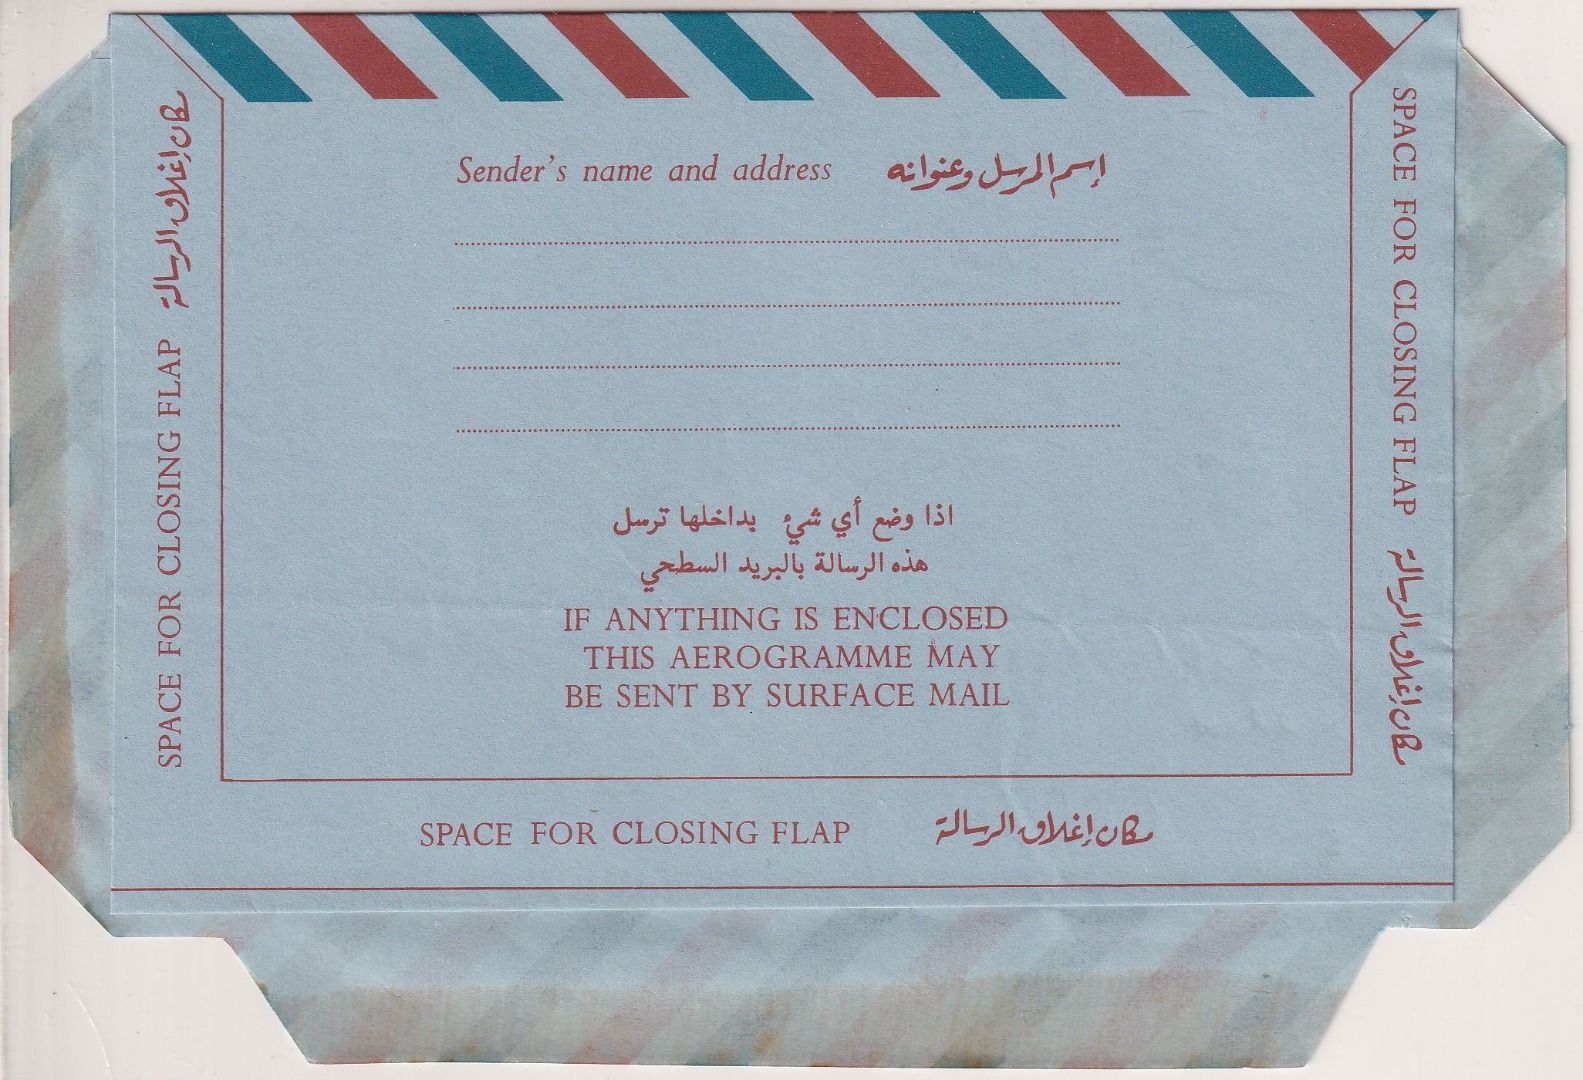 Sender's name and address إسم المرسل وعنوانه
اذا وضع أي شيء بداخلها ترسل
هذه الرسالة بالبريد السطحي
IF ANYTHING IS ENCLOSED
THIS AEROGRAMME MAY
BE SENT BY SURFACE MAIL
SPACE FOR CLOSING FLAP مكان إغلاق الرسالة
SPACE FOR CLOSING FLAP مكان إغلاق الرسالة
SPACE FOR CLOSING FLAP مكان إغلاق الرسالة